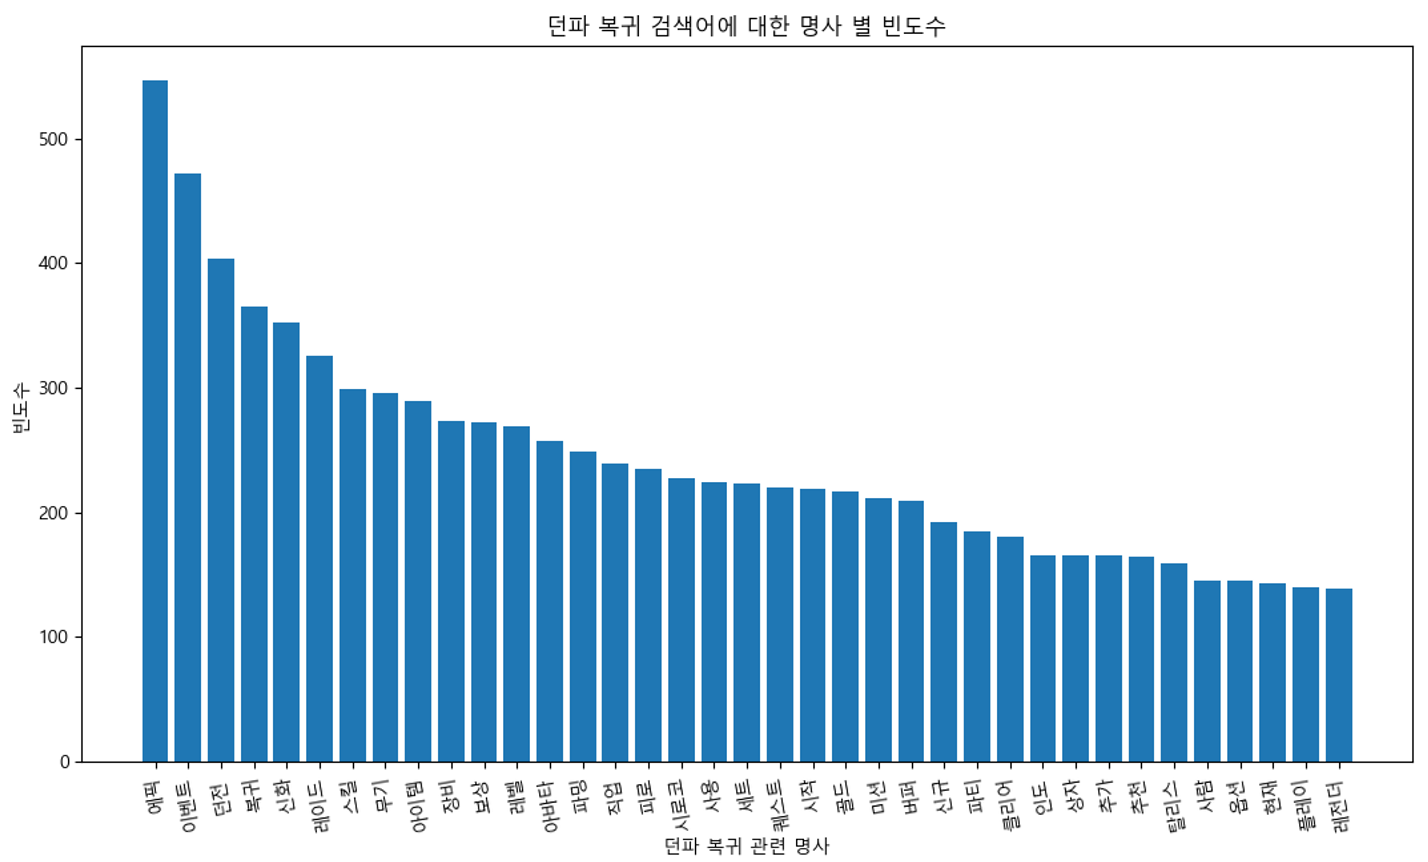 던파 복귀 검색어에 대한 명사 별 빈도수
빈도수
500
400
300
200
100
0
애픽
이벤트
던전
복귀
신화
레이드
스킬
무기
아이템
장비
보상
레벨
아바타
파밍
직업
피로
시로코
사용
세트
퀘스트
시작
골드
미션
버퍼
신규
파티
클리어
인도
상자
추가
추천
탈리스
사람
옵션
현재
플레이
레전더
던파 복귀 관련 명사